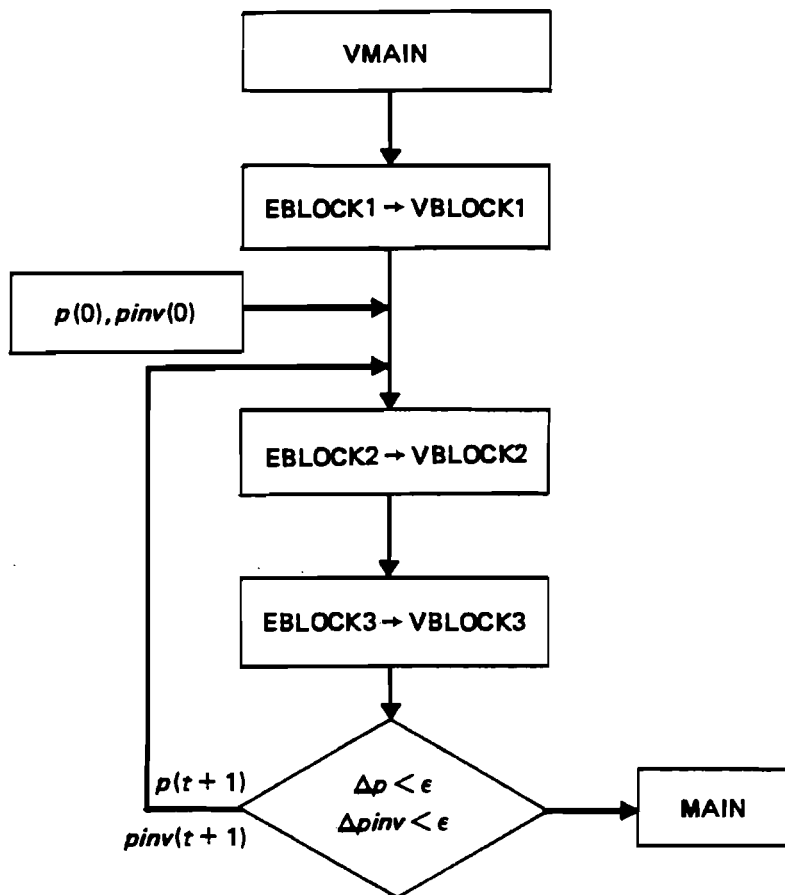 VMAIN
EBLOCK1 → VBLOCK1
p(0), pinv(0)
EBLOCK2 → VBLOCK2
EBLOCK3 → VBLOCK3
p(t + 1)
pinv(t + 1)
Δp < ϵ
Δpinv < ϵ
MAIN